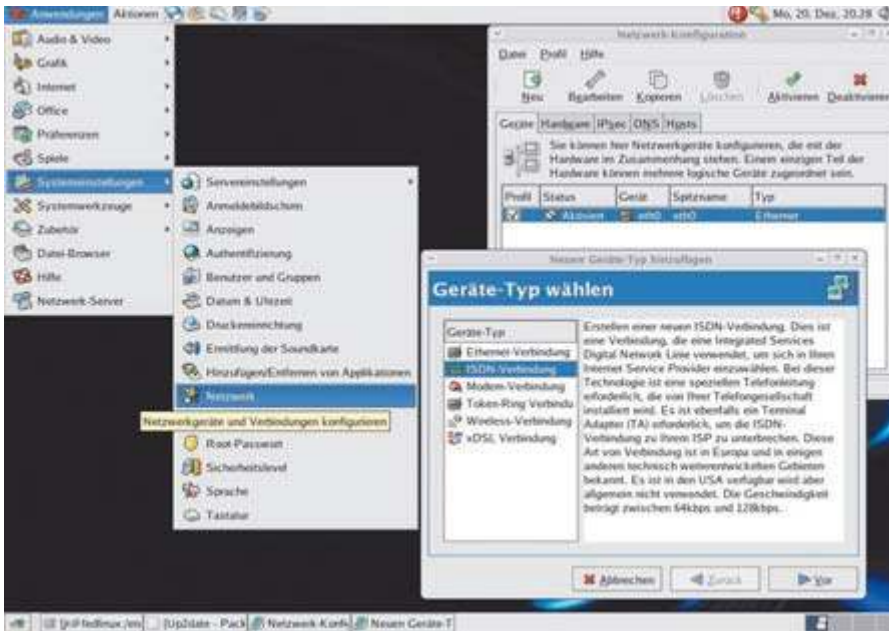 Anwendungen Aktionen
Mo, 20. Dez, 20.28
Audio & Video
Grafik
Internet
Office
Präferenzen
Spiele
Systemeinstellungen
Systemwerkzeuge
Zubehör
Datei-Browser
Hilfe
Netzwerk-Server
Servereinstellungen
Anmeldebildschirm
Anzeigen
Authentifizierung
Benutzer und Gruppen
Datum & Uhrzeit
Druckereinrichtung
Ermittlung der Soundkarte
Hinzufügen/Entfernen von Applikationen
Netzwerk
Netzwerkgeräte und Verbindungen konfigurieren
Root-Passwort
Sicherheitslevel
Sprache
Tastatur
Netzwerk-Konfiguration
Datei Profil Hilfe
Neu Bearbeiten Kopieren Löschen Aktivieren Deaktivieren
Geräte Hardware IPsec DNS Hosts
Sie können hier Netzwerkgeräte konfigurieren, die mit der
Hardware im Zusammenhang stehen. Einem einzigen Teil der
Hardware können mehrere logische Geräte zugeordnet sein.
Profil Status Gerät Spitzname Typ
Aktiviert eth0 eth0 Ethernet
Neuen Geräte-Typ hinzufügen
Geräte-Typ wählen
Geräte-Typ
Ethernet-Verbindung
ISDN-Verbindung
Modem-Verbindung
Token-Ring Verbindu
Wireless-Verbindung
xDSL Verbindung
Erstellen einer neuen ISDN-Verbindung. Dies ist
eine Verbindung, die eine Integrated Services
Digital Network Linie verwendet, um sich in Ihren
Internet Service Provider einzuwählen. Bei dieser
Technologie ist eine speziellen Telefonleitung
erforderlich, die von Ihrer Telefongesellschaft
installiert wird. Es ist ebenfalls ein Terminal
Adapter (TA) erforderlich, um die ISDN-
Verbindung zu Ihrem ISP zu unterbrechen. Diese
Art von Verbindung ist in Europa und in einigen
anderen technisch weiterentwickelten Gebieten
bekannt. Es ist in den USA verfügbar wird aber
allgemein nicht verwendet. Die Geschwindigkeit
beträgt zwischen 64kbps und 128kbps.
Abbrechen Zurück Vor
[Up2date - Pack Netzwerk-Konfi Neuen Geräte-T